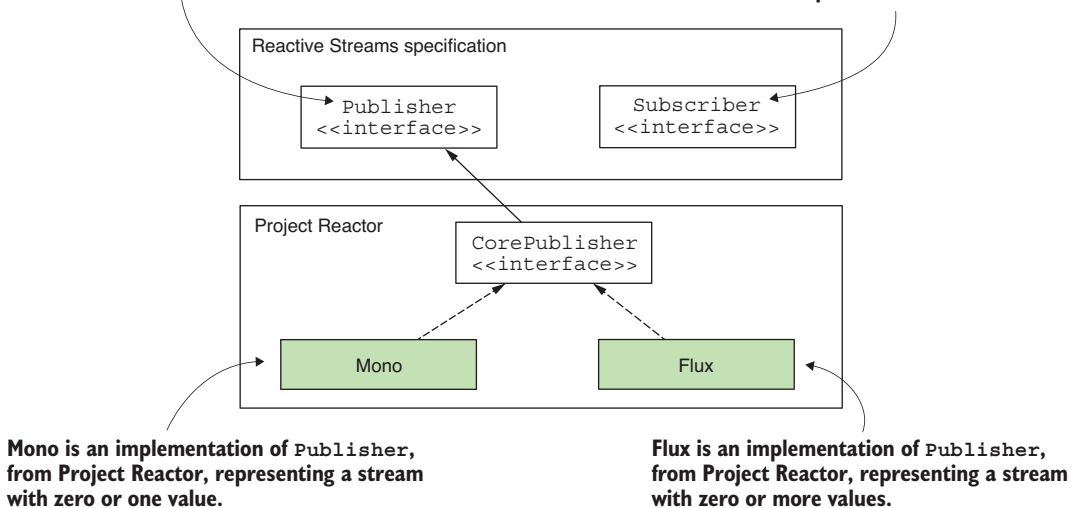 Reactive Streams specification
Publisher
<<interface>>
Subscriber
<<interface>>
Project Reactor
CorePublisher
<<interface>>
Mono
Flux
Mono is an implementation of Publisher,
from Project Reactor, representing a stream
with zero or one value.
Flux is an implementation of Publisher,
from Project Reactor, representing a stream
with zero or more values.